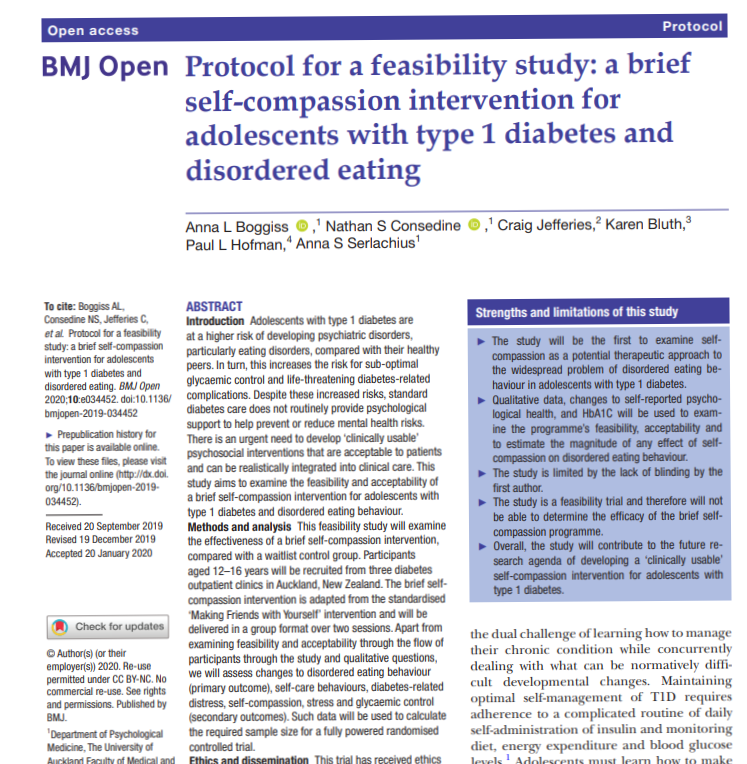 Open access
Protocol
BMJ Open
Protocol for a feasibility study: a brief
self-compassion intervention for
adolescents with type 1 diabetes and
disordered eating
Anna L Boggiss ,1 Nathan S Consedine ,1 Craig Jefferies,2 Karen Bluth,3
Paul L Hofman,4 Anna S Serlachius1
To cite: Boggiss AL,
Consedine NS, Jefferies C,
et al. Protocol for a feasibility
study: a brief self-compassion
intervention for adolescents
with type 1 diabetes and
disordered eating. BMJ Open
2020;10:e034452. doi:10.1136/
bmjopen-2019-034452
► Prepublication history for
this paper is available online.
To view these files, please visit
the journal online (http://dx.doi.
org/10.1136/bmjopen-2019-
034452).
Received 20 September 2019
Revised 19 December 2019
Accepted 20 January 2020
Check for updates
© Author(s) (or their
employer(s)) 2020. Re-use
permitted under CC BY-NC. No
commercial re-use. See rights
and permissions. Published by
BMJ.
1Department of Psychological
Medicine, The University of
Auckland Faculty of Medical and
ABSTRACT
Introduction Adolescents with type 1 diabetes are
at a higher risk of developing psychiatric disorders,
particularly eating disorders, compared with their healthy
peers. In turn, this increases the risk for sub-optimal
glycaemic control and life-threatening diabetes-related
complications. Despite these increased risks, standard
diabetes care does not routinely provide psychological
support to help prevent or reduce mental health risks.
There is an urgent need to develop ‘clinically usable’
psychosocial interventions that are acceptable to patients
and can be realistically integrated into clinical care. This
study aims to examine the feasibility and acceptability of
a brief self-compassion intervention for adolescents with
type 1 diabetes and disordered eating behaviour.
Methods and analysis This feasibility study will examine
the effectiveness of a brief self-compassion intervention,
compared with a waitlist control group. Participants
aged 12–16 years will be recruited from three diabetes
outpatient clinics in Auckland, New Zealand. The brief self-
compassion intervention is adapted from the standardised
‘Making Friends with Yourself’ intervention and will be
delivered in a group format over two sessions. Apart from
examining feasibility and acceptability through the flow of
participants through the study and qualitative questions,
we will assess changes to disordered eating behaviour
(primary outcome), self-care behaviours, diabetes-related
distress, self-compassion, stress and glycaemic control
(secondary outcomes). Such data will be used to calculate
the required sample size for a fully powered randomised
controlled trial.
Ethics and dissemination This trial has received ethics
Strengths and limitations of this study
► The study will be the first to examine self-
compassion as a potential therapeutic approach to
the widespread problem of disordered eating be-
haviour in adolescents with type 1 diabetes.
► Qualitative data, changes to self-reported psycho-
logical health, and HbA1C will be used to exam-
ine the programme’s feasibility, acceptability and
to estimate the magnitude of any effect of self-
compassion on disordered eating behaviour.
► The study is limited by the lack of blinding by the
first author.
► The study is a feasibility trial and therefore will not
be able to determine the efficacy of the brief self-
compassion programme.
► Overall, the study will contribute to the future re-
search agenda of developing a ‘clinically usable’
self-compassion intervention for adolescents with
type 1 diabetes.
the dual challenge of learning how to manage
their chronic condition while concurrently
dealing with what can be normatively diffi-
cult developmental changes. Maintaining
optimal self-management of T1D requires
adherence to a complicated routine of daily
self-administration of insulin and monitoring
diet, energy expenditure and blood glucose
levels.1 Adolescents must learn how to make